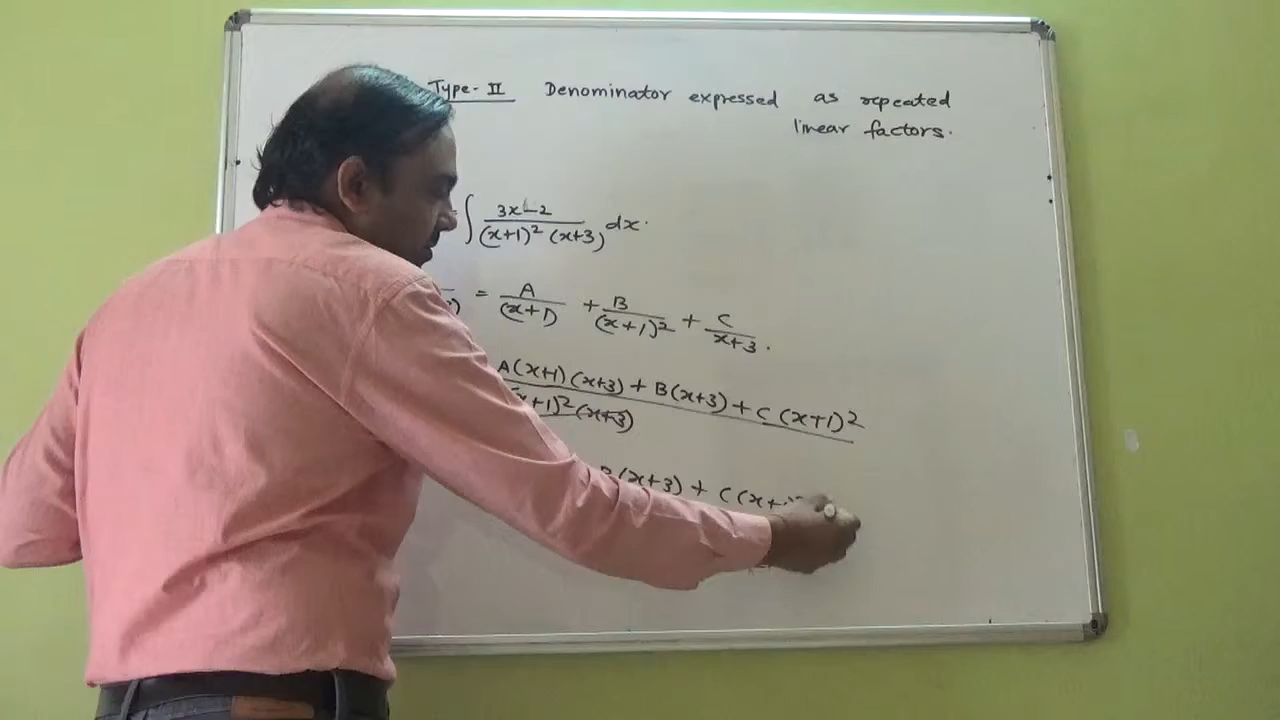 Type - II Denominator expressed as repeated
linear factors.
∫ 3x-2 / (x+1)² (x+3) dx.
= A / (x+1) + B / (x+1)² + C / x+3.
A(x+1)(x+3) + B(x+3) + C(x+1)²
(x+1)²(x+3)
B(x+3) + C(x+